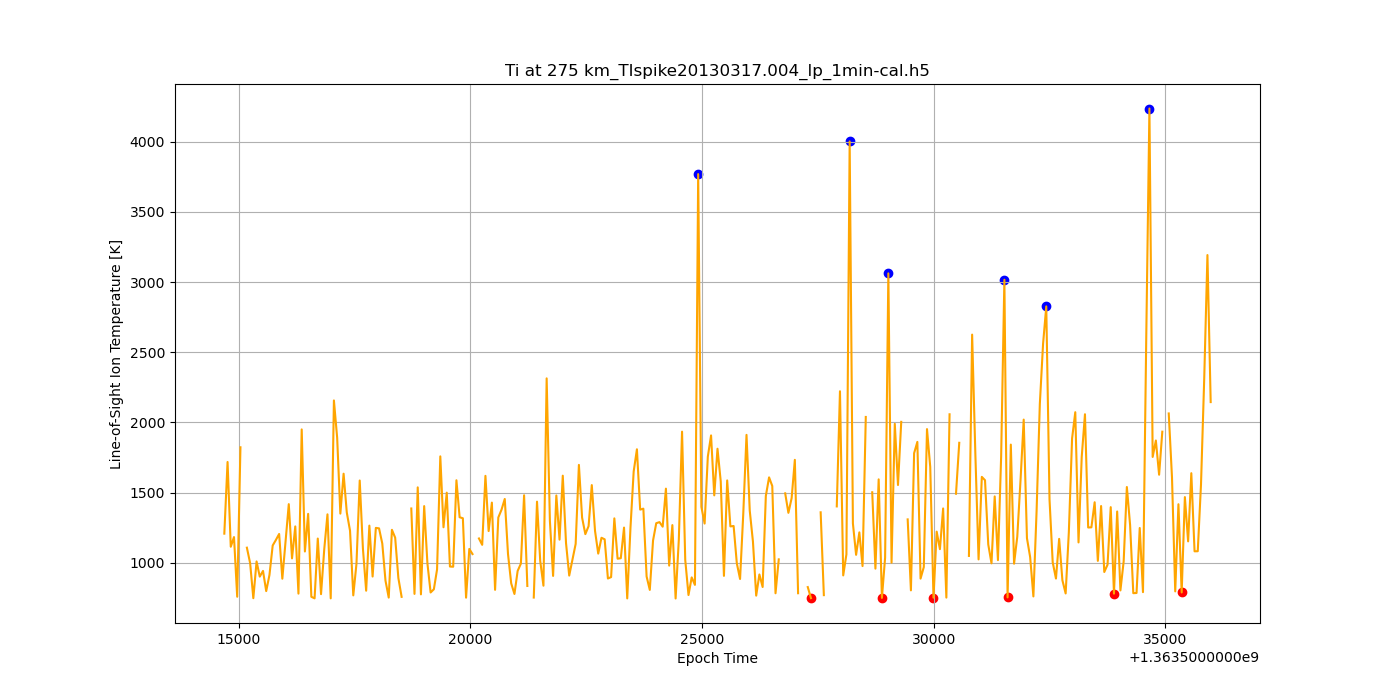 Ti at 275 km_TIspike20130317.004_lp_1min-cal.h5
Line-of-Sight Ion Temperature [K]
4000
3500
3000
2500
2000
1500
1000
15000 20000 25000 30000 35000
Epoch Time
+1.3635000000e9